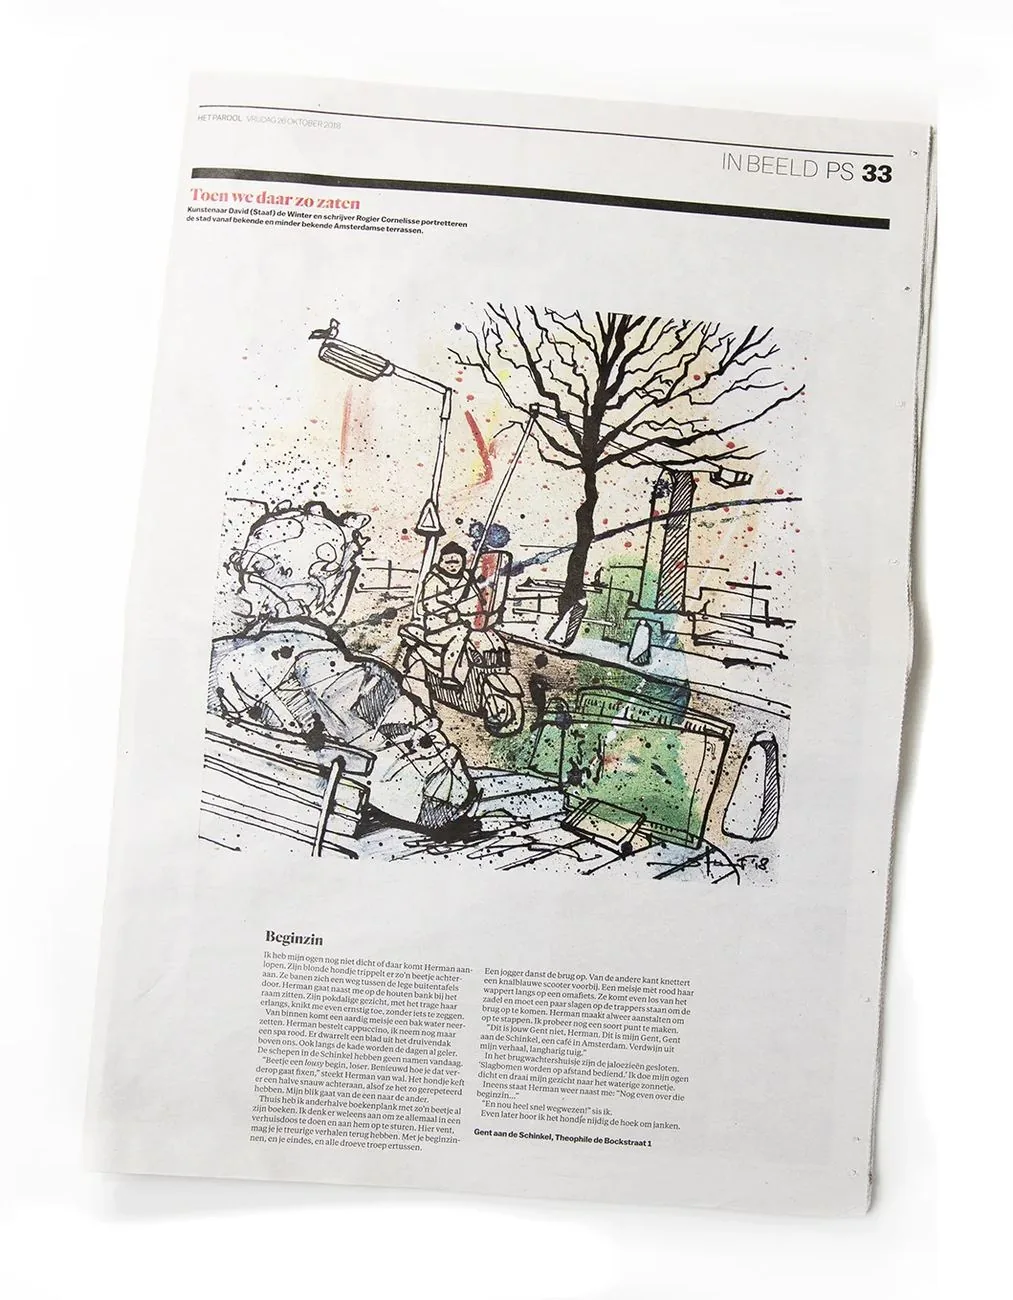 HET PAROOL VRIJDAG 26 OKTOBER 2018
IN BEELD PS 33
Toen we daar zo zaten
Kunstenaar David (Staaf) de Winter en schrijver Rogier Cornelisse portretteren
de stad vanaf bekende en minder bekende Amsterdamse terrassen.
Staaf '18
Beginzin
Ik heb mijn ogen nog niet dicht of daar komt Herman aan-
lopen. Zijn blonde hondje trippelt er zo'n beetje achter-
aan. Ze banen zich een weg tussen de lege buitentafels
door. Herman gaat naast me op de houten bank bij het
raam zitten. Zijn pokdalige gezicht, met het trage haar
erlangs, knikt me even ernstig toe, zonder iets te zeggen.
Van binnen komt een aardig meisje een bak water neer-
zetten. Herman bestelt cappuccino, ik neem nog maar
een spa rood. Er dwarrelt een blad uit het druivendak
boven ons. Ook langs de kade worden de dagen al geler.
De schepen in de Schinkel hebben geen namen vandaag.
"Beetje een lousy begin, loser. Benieuwd hoe je dat ver-
derop gaat fixen," steekt Herman van wal. Het hondje keft
er een halve snauw achteraan, alsof ze het zo gerepeteerd
hebben. Mijn blik gaat van de een naar de ander.
Thuis heb ik anderhalve boekenplank met zo'n beetje al
zijn boeken. Ik denk er weleens aan om ze allemaal in een
verhuisdoos te doen en aan hem op te sturen. Hier vent,
mag je je treurige verhalen terug hebben. Met je beginzin-
nen, en je eindes, en alle droeve troep ertussen.
Een jogger danst de brug op. Van de andere kant knettert
een knalblauwe scooter voorbij. Een meisje met rood haar
wappert langs op een omafiets. Ze komt even los van het
zadel en moet een paar slagen op de trappers staan om de
brug op te komen. Herman maakt alweer aanstalten om
op te stappen. Ik probeer nog een soort punt te maken.
"Dit is jouw Gent niet, Herman. Dit is mijn Gent, Gent
aan de Schinkel, een café in Amsterdam. Verdwijn uit
mijn verhaal, langharig tuig."
In het brugwachtershuisje zijn de jaloezieën gesloten.
'Slagbomen worden op afstand bediend.' Ik doe mijn ogen
dicht en draai mijn gezicht naar het waterige zonnetje.
Ineens staat Herman weer naast me: "Nog even over die
beginzin..."
"En nou heel snel wegwezen!" sis ik.
Even later hoor ik het hondje nijdig de hoek om janken.
Gent aan de Schinkel, Theophile de Bockstraat 1